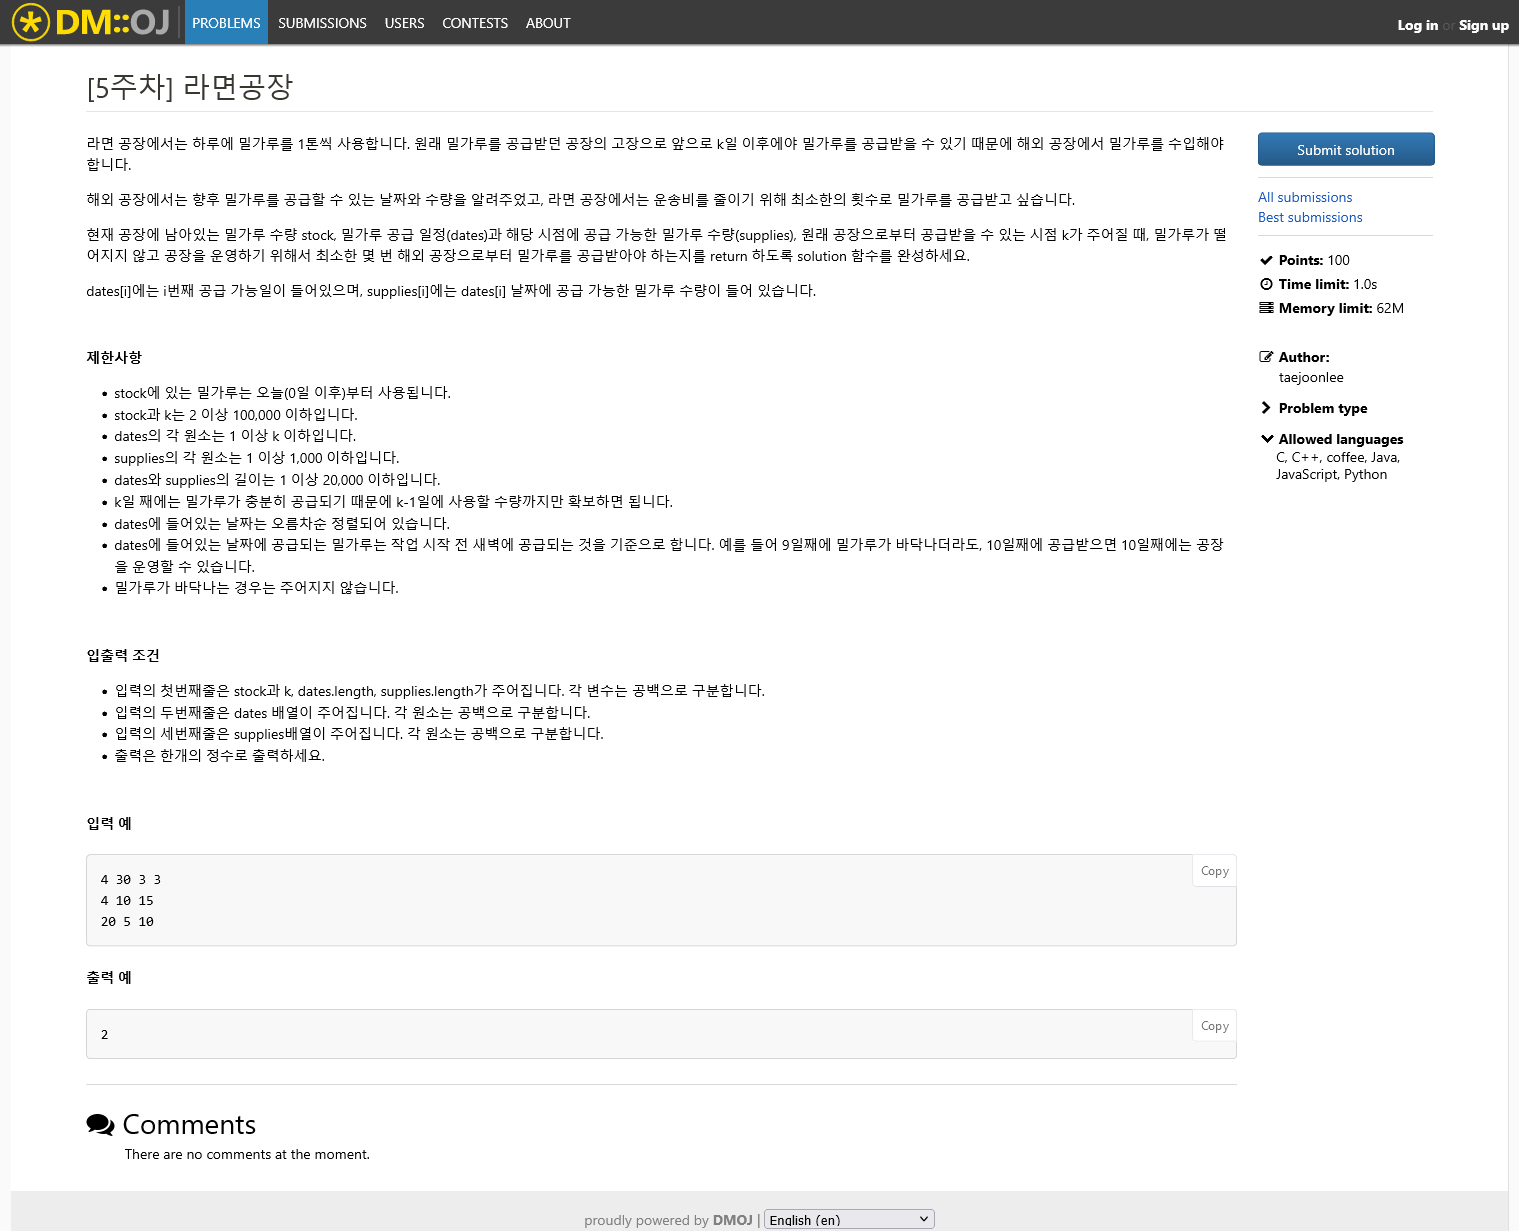 DM::OJ PROBLEMS SUBMISSIONS USERS CONTESTS ABOUT Log in or Sign up
[5주차] 라면공장
라면 공장에서는 하루에 밀가루를 1톤씩 사용합니다. 원래 밀가루를 공급받던 공장의 고장으로 앞으로 k일 이후에야 밀가루를 공급받을 수 있기 때문에 해외 공장에서 밀가루를 수입해야
합니다.
해외 공장에서는 향후 밀가루를 공급할 수 있는 날짜와 수량을 알려주었고, 라면 공장에서는 운송비를 줄이기 위해 최소한의 횟수로 밀가루를 공급받고 싶습니다.
현재 공장에 남아있는 밀가루 수량 stock, 밀가루 공급 일정(dates)과 해당 시점에 공급 가능한 밀가루 수량(supplies), 원래 공장으로부터 공급받을 수 있는 시점 k가 주어질 때, 밀가루가 떨
어지지 않고 공장을 운영하기 위해서 최소한 몇 번 해외 공장으로부터 밀가루를 공급받아야 하는지를 return 하도록 solution 함수를 완성하세요.
dates[i]에는 i번째 공급 가능일이 들어있으며, supplies[i]에는 dates[i] 날짜에 공급 가능한 밀가루 수량이 들어 있습니다.
제한사항
• stock에 있는 밀가루는 오늘(0일 이후)부터 사용됩니다.
• stock과 k는 2 이상 100,000 이하입니다.
• dates의 각 원소는 1 이상 k 이하입니다.
• supplies의 각 원소는 1 이상 1,000 이하입니다.
• dates와 supplies의 길이는 1 이상 20,000 이하입니다.
• k일 째에는 밀가루가 충분히 공급되기 때문에 k-1일에 사용할 수량까지만 확보하면 됩니다.
• dates에 들어있는 날짜는 오름차순 정렬되어 있습니다.
• dates에 들어있는 날짜에 공급되는 밀가루는 작업 시작 전 새벽에 공급되는 것을 기준으로 합니다. 예를 들어 9일째에 밀가루가 바닥나더라도, 10일째에 공급받으면 10일째에는 공장
을 운영할 수 있습니다.
• 밀가루가 바닥나는 경우는 주어지지 않습니다.
입출력 조건
• 입력의 첫번째줄은 stock과 k, dates.length, supplies.length가 주어집니다. 각 변수는 공백으로 구분합니다.
• 입력의 두번째줄은 dates 배열이 주어집니다. 각 원소는 공백으로 구분합니다.
• 입력의 세번째줄은 supplies배열이 주어집니다. 각 원소는 공백으로 구분합니다.
• 출력은 한개의 정수로 출력하세요.
입력 예
Copy
4 30 3 3
4 10 15
20 5 10
출력 예
Copy
2
Comments
There are no comments at the moment.
Submit solution
All submissions
Best submissions
Points: 100
Time limit: 1.0s
Memory limit: 62M
Author:
taejoonlee
Problem type
Allowed languages
C, C++, coffee, Java,
JavaScript, Python
proudly powered by DMOJ | English (en)